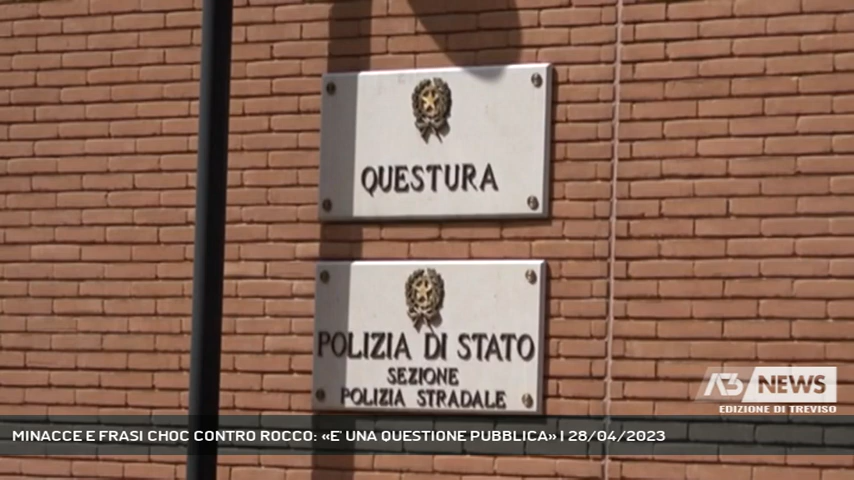 QUESTURA
POLIZIA DI STATO
SEZIONE
POLIZIA STRADALE
A3 NEWS
EDIZIONE DI TREVISO
MINACCE E FRASI CHOC CONTRO ROCCO: «E' UNA QUESTIONE PUBBLICA» | 28/04/2023